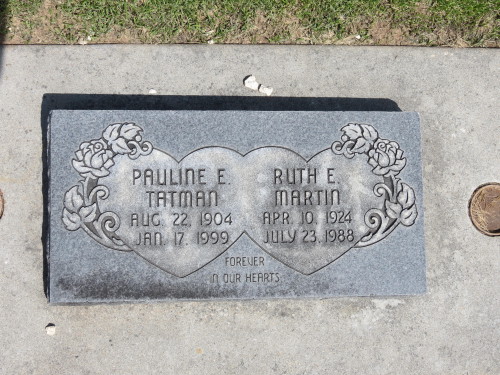 PAULINE E.
TATMAN
AUG. 22, 1904
JAN. 17, 1999
RUTH E.
MARTIN
APR. 10, 1924
JULY 23, 1988
FOREVER
IN OUR HEARTS